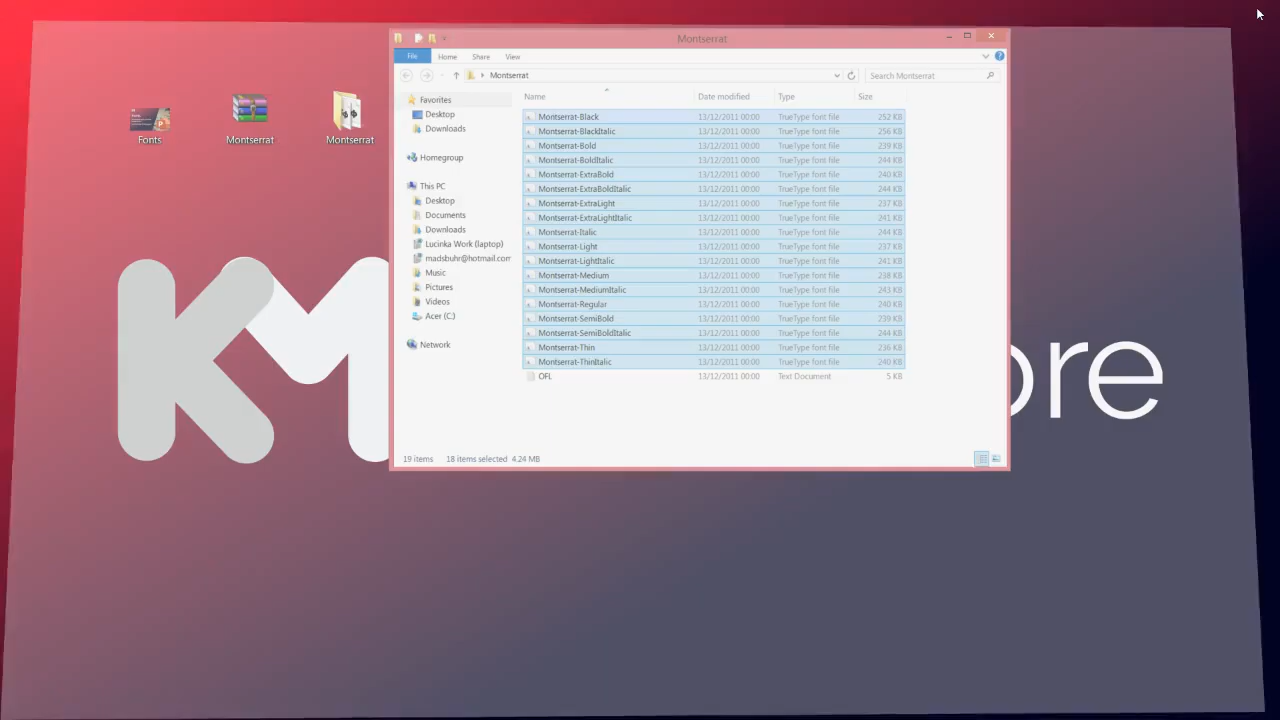 Montserrat
File Home Share View
Montserrat
Search Montserrat
Name Date modified Type Size
Favorites
Desktop
Downloads
Homegroup
This PC
Desktop
Documents
Downloads
Lucinka Work (laptop)
madsbuhr@hotmail.com
Music
Pictures
Videos
Acer (C:)
Network
Montserrat-Black 13/12/2011 00:00 TrueType font file 252 KB
Montserrat-BlackItalic 13/12/2011 00:00 TrueType font file 256 KB
Montserrat-Bold 13/12/2011 00:00 TrueType font file 239 KB
Montserrat-BoldItalic 13/12/2011 00:00 TrueType font file 244 KB
Montserrat-ExtraBold 13/12/2011 00:00 TrueType font file 240 KB
Montserrat-ExtraBoldItalic 13/12/2011 00:00 TrueType font file 244 KB
Montserrat-ExtraLight 13/12/2011 00:00 TrueType font file 237 KB
Montserrat-ExtraLightItalic 13/12/2011 00:00 TrueType font file 241 KB
Montserrat-Italic 13/12/2011 00:00 TrueType font file 244 KB
Montserrat-Light 13/12/2011 00:00 TrueType font file 237 KB
Montserrat-LightItalic 13/12/2011 00:00 TrueType font file 241 KB
Montserrat-Medium 13/12/2011 00:00 TrueType font file 238 KB
Montserrat-MediumItalic 13/12/2011 00:00 TrueType font file 243 KB
Montserrat-Regular 13/12/2011 00:00 TrueType font file 240 KB
Montserrat-SemiBold 13/12/2011 00:00 TrueType font file 239 KB
Montserrat-SemiBoldItalic 13/12/2011 00:00 TrueType font file 244 KB
Montserrat-Thin 13/12/2011 00:00 TrueType font file 236 KB
Montserrat-ThinItalic 13/12/2011 00:00 TrueType font file 240 KB
OFL 13/12/2011 00:00 Text Document 5 KB
19 items 18 items selected 4.24 MB
Fonts
Montserrat
Montserrat
KM
ore